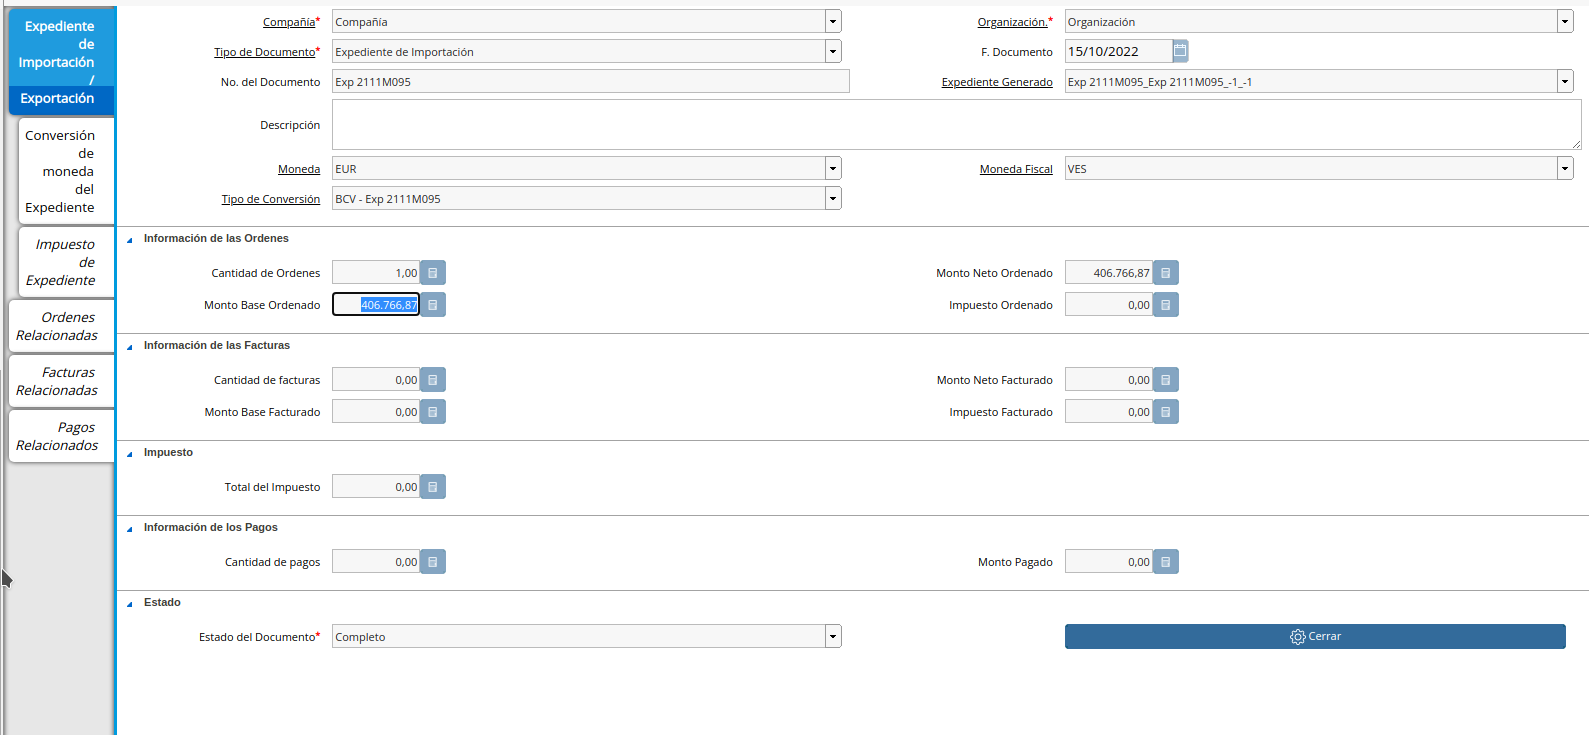 Expediente
de
Importación
/
Exportación
Conversión
de
moneda
del
Expediente
Impuesto
de
Expediente
Ordenes
Relacionadas
Facturas
Relacionadas
Pagos
Relacionados
Compañía* Compañía Organización.* Organización
Tipo de Documento* Expediente de Importación F. Documento 15/10/2022
No. del Documento Exp 2111M095 Expediente Generado Exp 2111M095_Exp 2111M095_-1_-1
Descripción
Moneda EUR Moneda Fiscal VES
Tipo de Conversión BCV - Exp 2111M095
Información de las Ordenes
Cantidad de Ordenes 1,00 Monto Neto Ordenado 406.766,87
Monto Base Ordenado 406.766,87 Impuesto Ordenado 0,00
Información de las Facturas
Cantidad de facturas 0,00 Monto Neto Facturado 0,00
Monto Base Facturado 0,00 Impuesto Facturado 0,00
Impuesto
Total del Impuesto 0,00
Información de los Pagos
Cantidad de pagos 0,00 Monto Pagado 0,00
Estado
Estado del Documento* Completo Cerrar